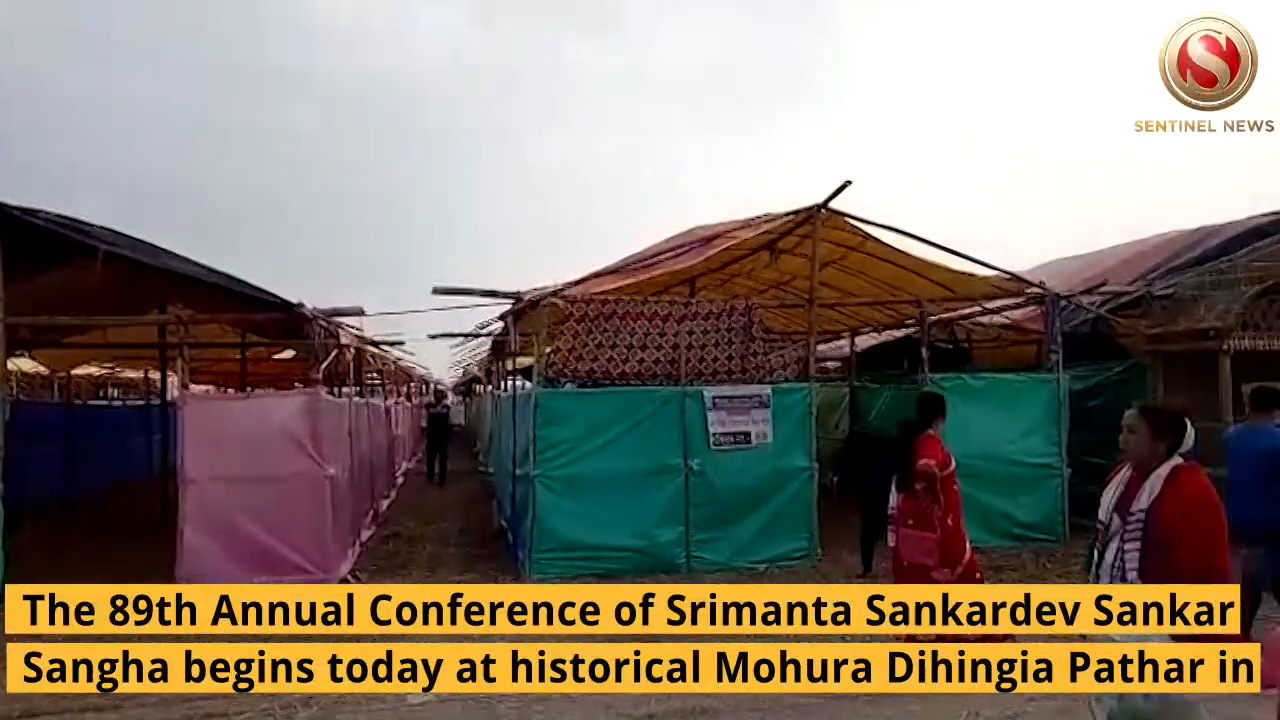 SENTINEL NEWS
The 89th Annual Conference of Srimanta Sankardev Sankar
Sangha begins today at historical Mohura Dihingia Pathar in